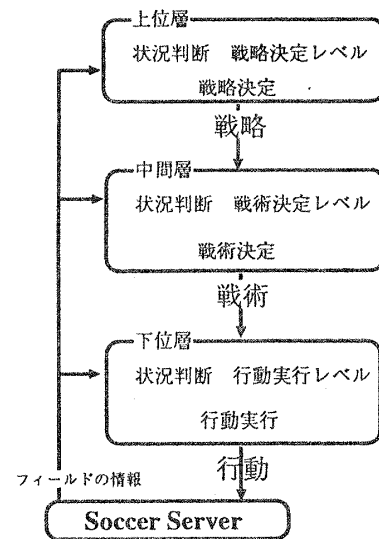 上位層
状況判断 戦略決定レベル
戦略決定
戦略
中間層
状況判断 戦術決定レベル
戦術決定
戦術
下位層
状況判断 行動実行レベル
行動実行
行動
フィールドの情報
Soccer Server